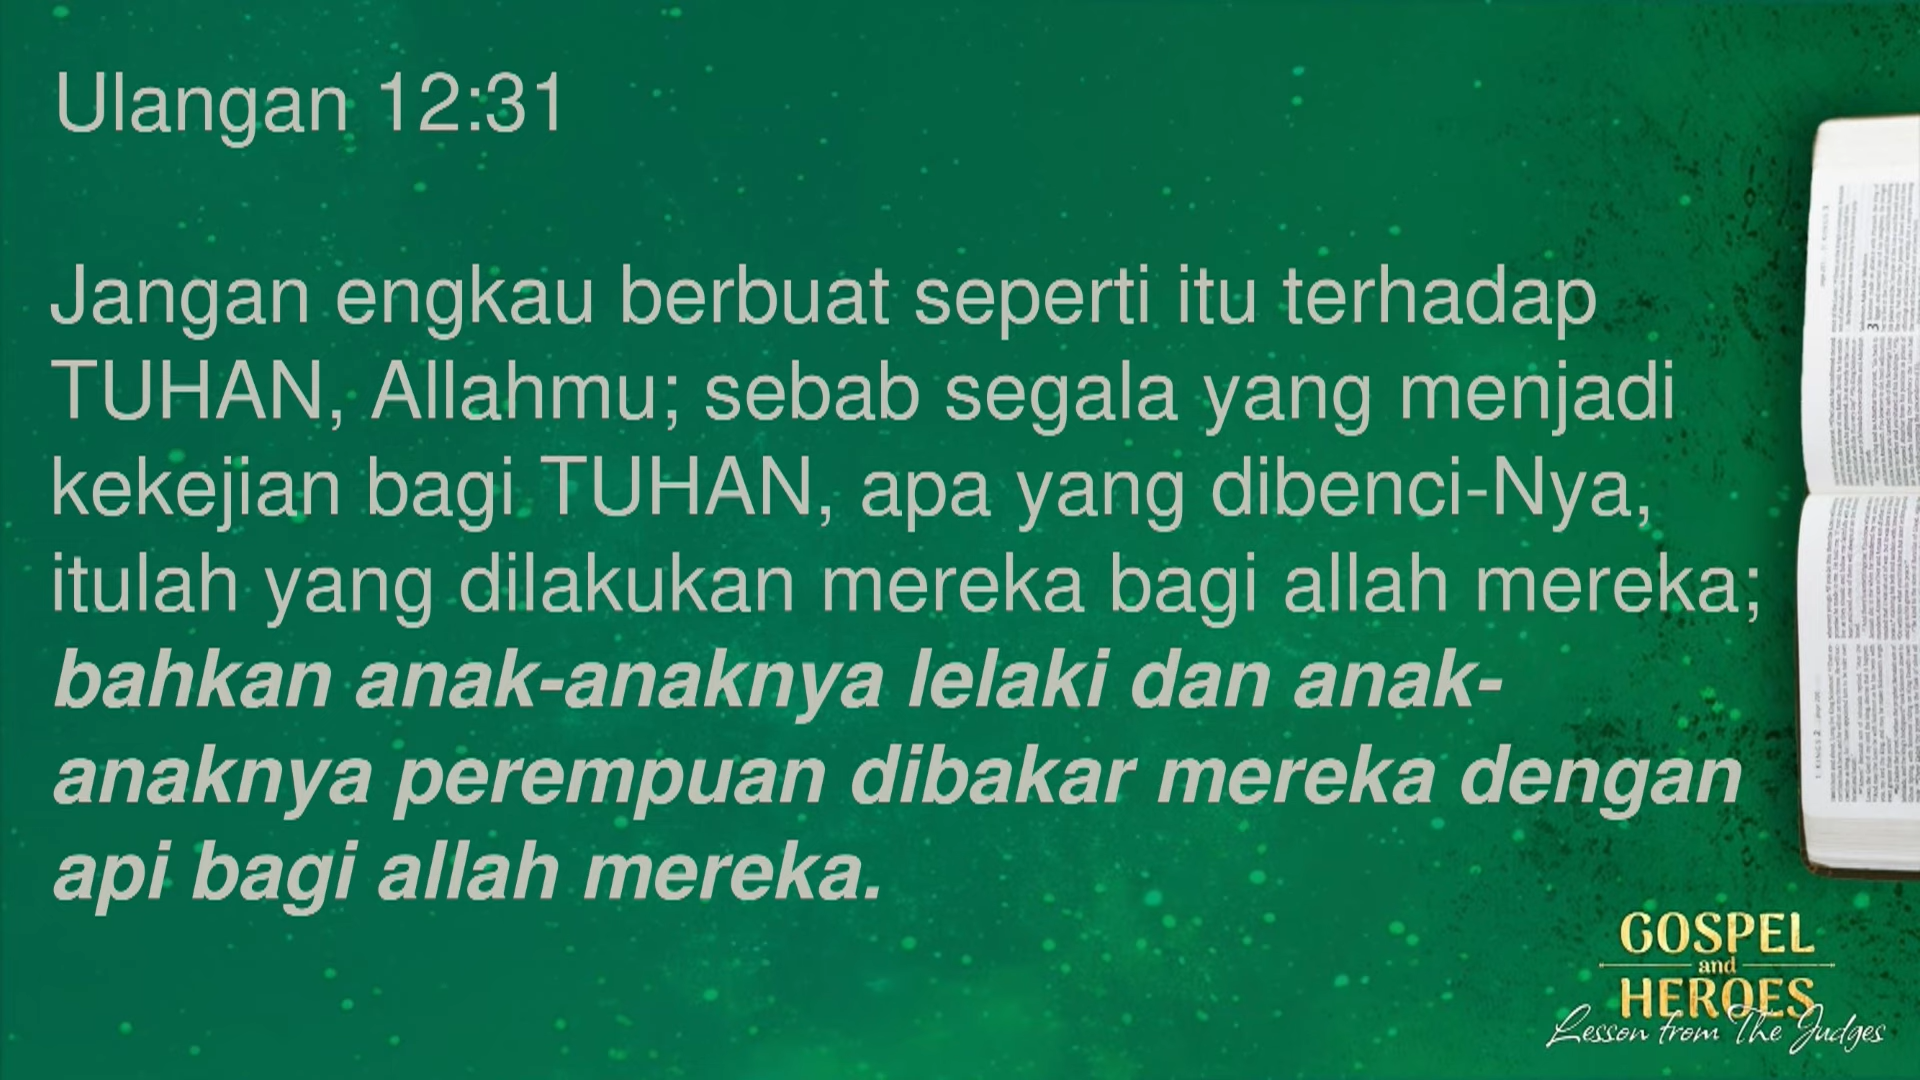 Ulangan 12:31
Jangan engkau berbuat seperti itu terhadap
TUHAN, Allahmu; sebab segala yang menjadi
kekejian bagi TUHAN, apa yang dibenci-Nya,
itulah yang dilakukan mereka bagi allah mereka;
bahkan anak-anaknya lelaki dan anak-
anaknya perempuan dibakar mereka dengan
api bagi allah mereka.
GOSPEL
and
HEROES
Lesson from The Judges